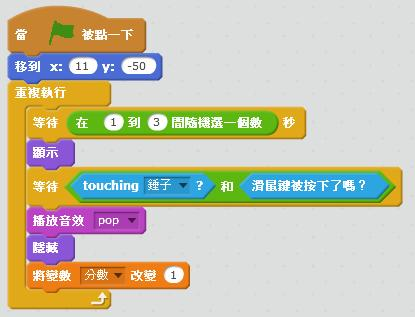 當 被點一下
移到 x: 11 y: -50
重複執行
等待 在 1 到 3 間隨機選一個數 秒
顯示
等待 touching 錘子 ? 和 滑鼠鍵被按下了嗎？
播放音效 pop
隱藏
將變數 分數 改變 1